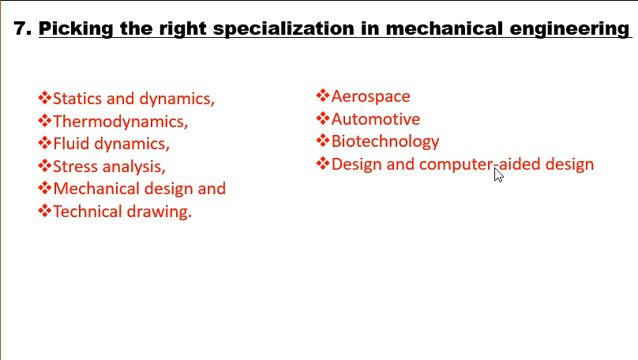 7. Picking the right specialization in mechanical engineering
❖Statics and dynamics,
❖Thermodynamics,
❖Fluid dynamics,
❖Stress analysis,
❖Mechanical design and
❖Technical drawing.
❖Aerospace
❖Automotive
❖Biotechnology
❖Design and computer-aided design